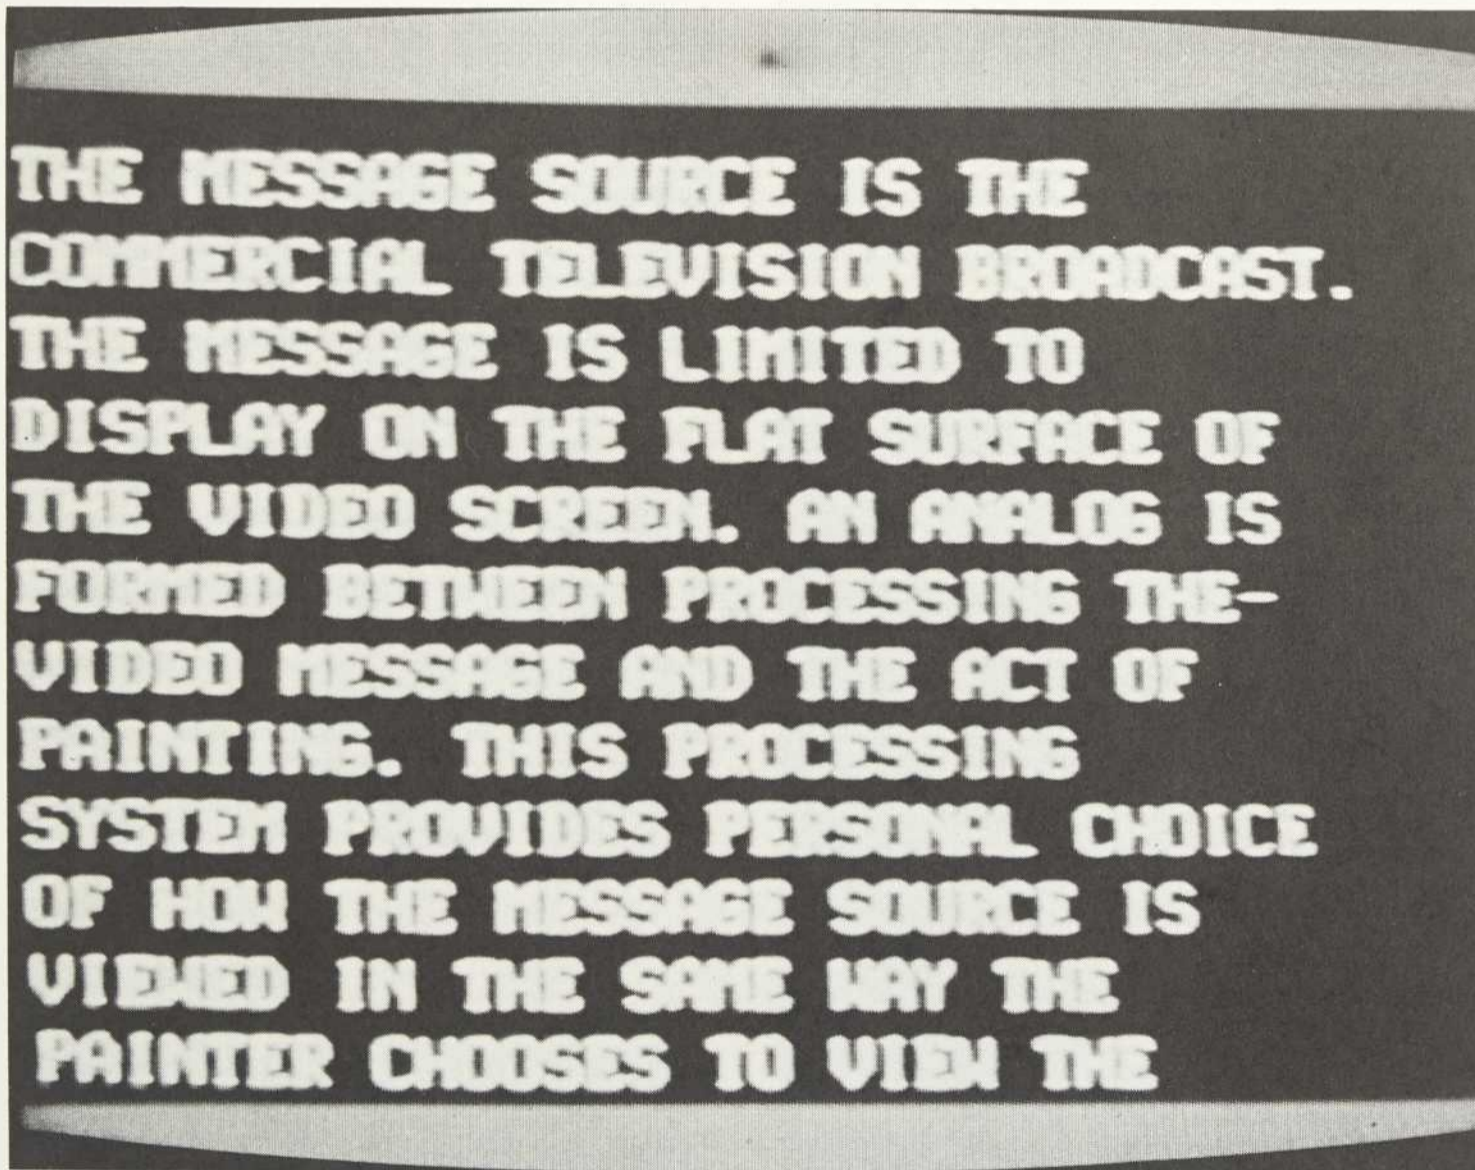 THE MESSAGE SOURCE IS THE
COMMERCIAL TELEVISION BROADCAST.
THE MESSAGE IS LIMITED TO
DISPLAY ON THE FLAT SURFACE OF
THE VIDEO SCREEN. AN ANALOG IS
FORMED BETWEEN PROCESSING THE-
VIDEO MESSAGE AND THE ACT OF
PAINTING. THIS PROCESSING
SYSTEM PROVIDES PERSONAL CHOICE
OF HOW THE MESSAGE SOURCE IS
VIEWED IN THE SAME WAY THE
PAINTER CHOOSES TO VIEW THE